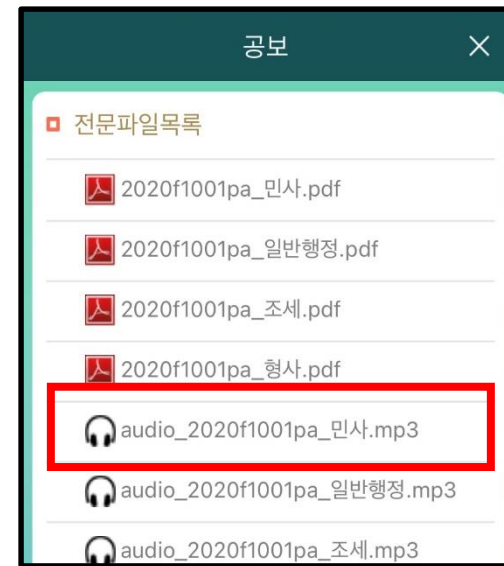 공보
전문파일목록
2020f1001pa_민사.pdf
2020f1001pa_일반행정.pdf
2020f1001pa_조세.pdf
2020f1001pa_형사.pdf
audio_2020f1001pa_민사.mp3
audio_2020f1001pa_일반행정.mp3
audio_2020f1001pa_조세.mp3